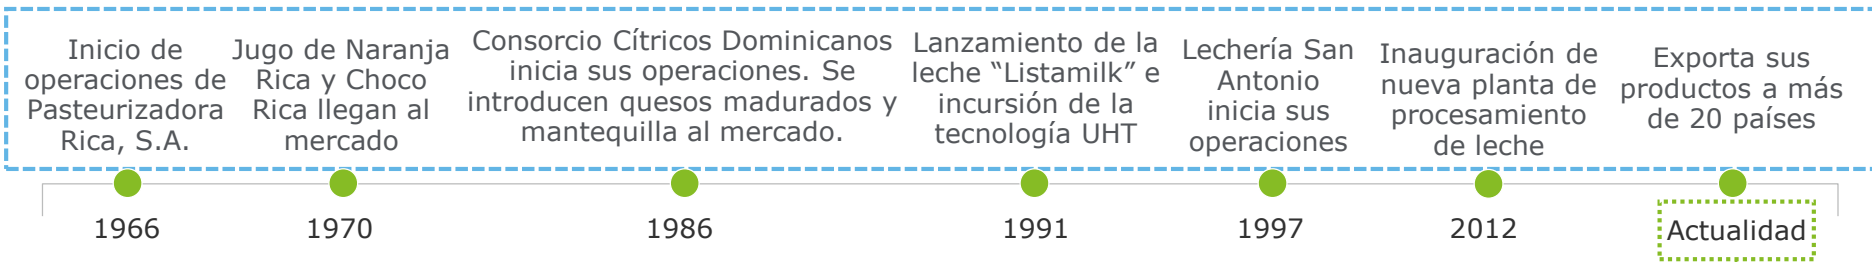 Inicio de
operaciones de
Pasteurizadora
Rica, S.A.
Jugo de Naranja
Rica y Choco
Rica llegan al
mercado
Consorcio Cítricos Dominicanos
inicia sus operaciones. Se
introducen quesos madurados y
mantequilla al mercado.
Lanzamiento de la
leche “Listamilk” e
incursión de la
tecnología UHT
Lechería San
Antonio
inicia sus
operaciones
Inauguración de
nueva planta de
procesamiento
de leche
Exporta sus
productos a más
de 20 países
1966
1970
1986
1991
1997
2012
Actualidad